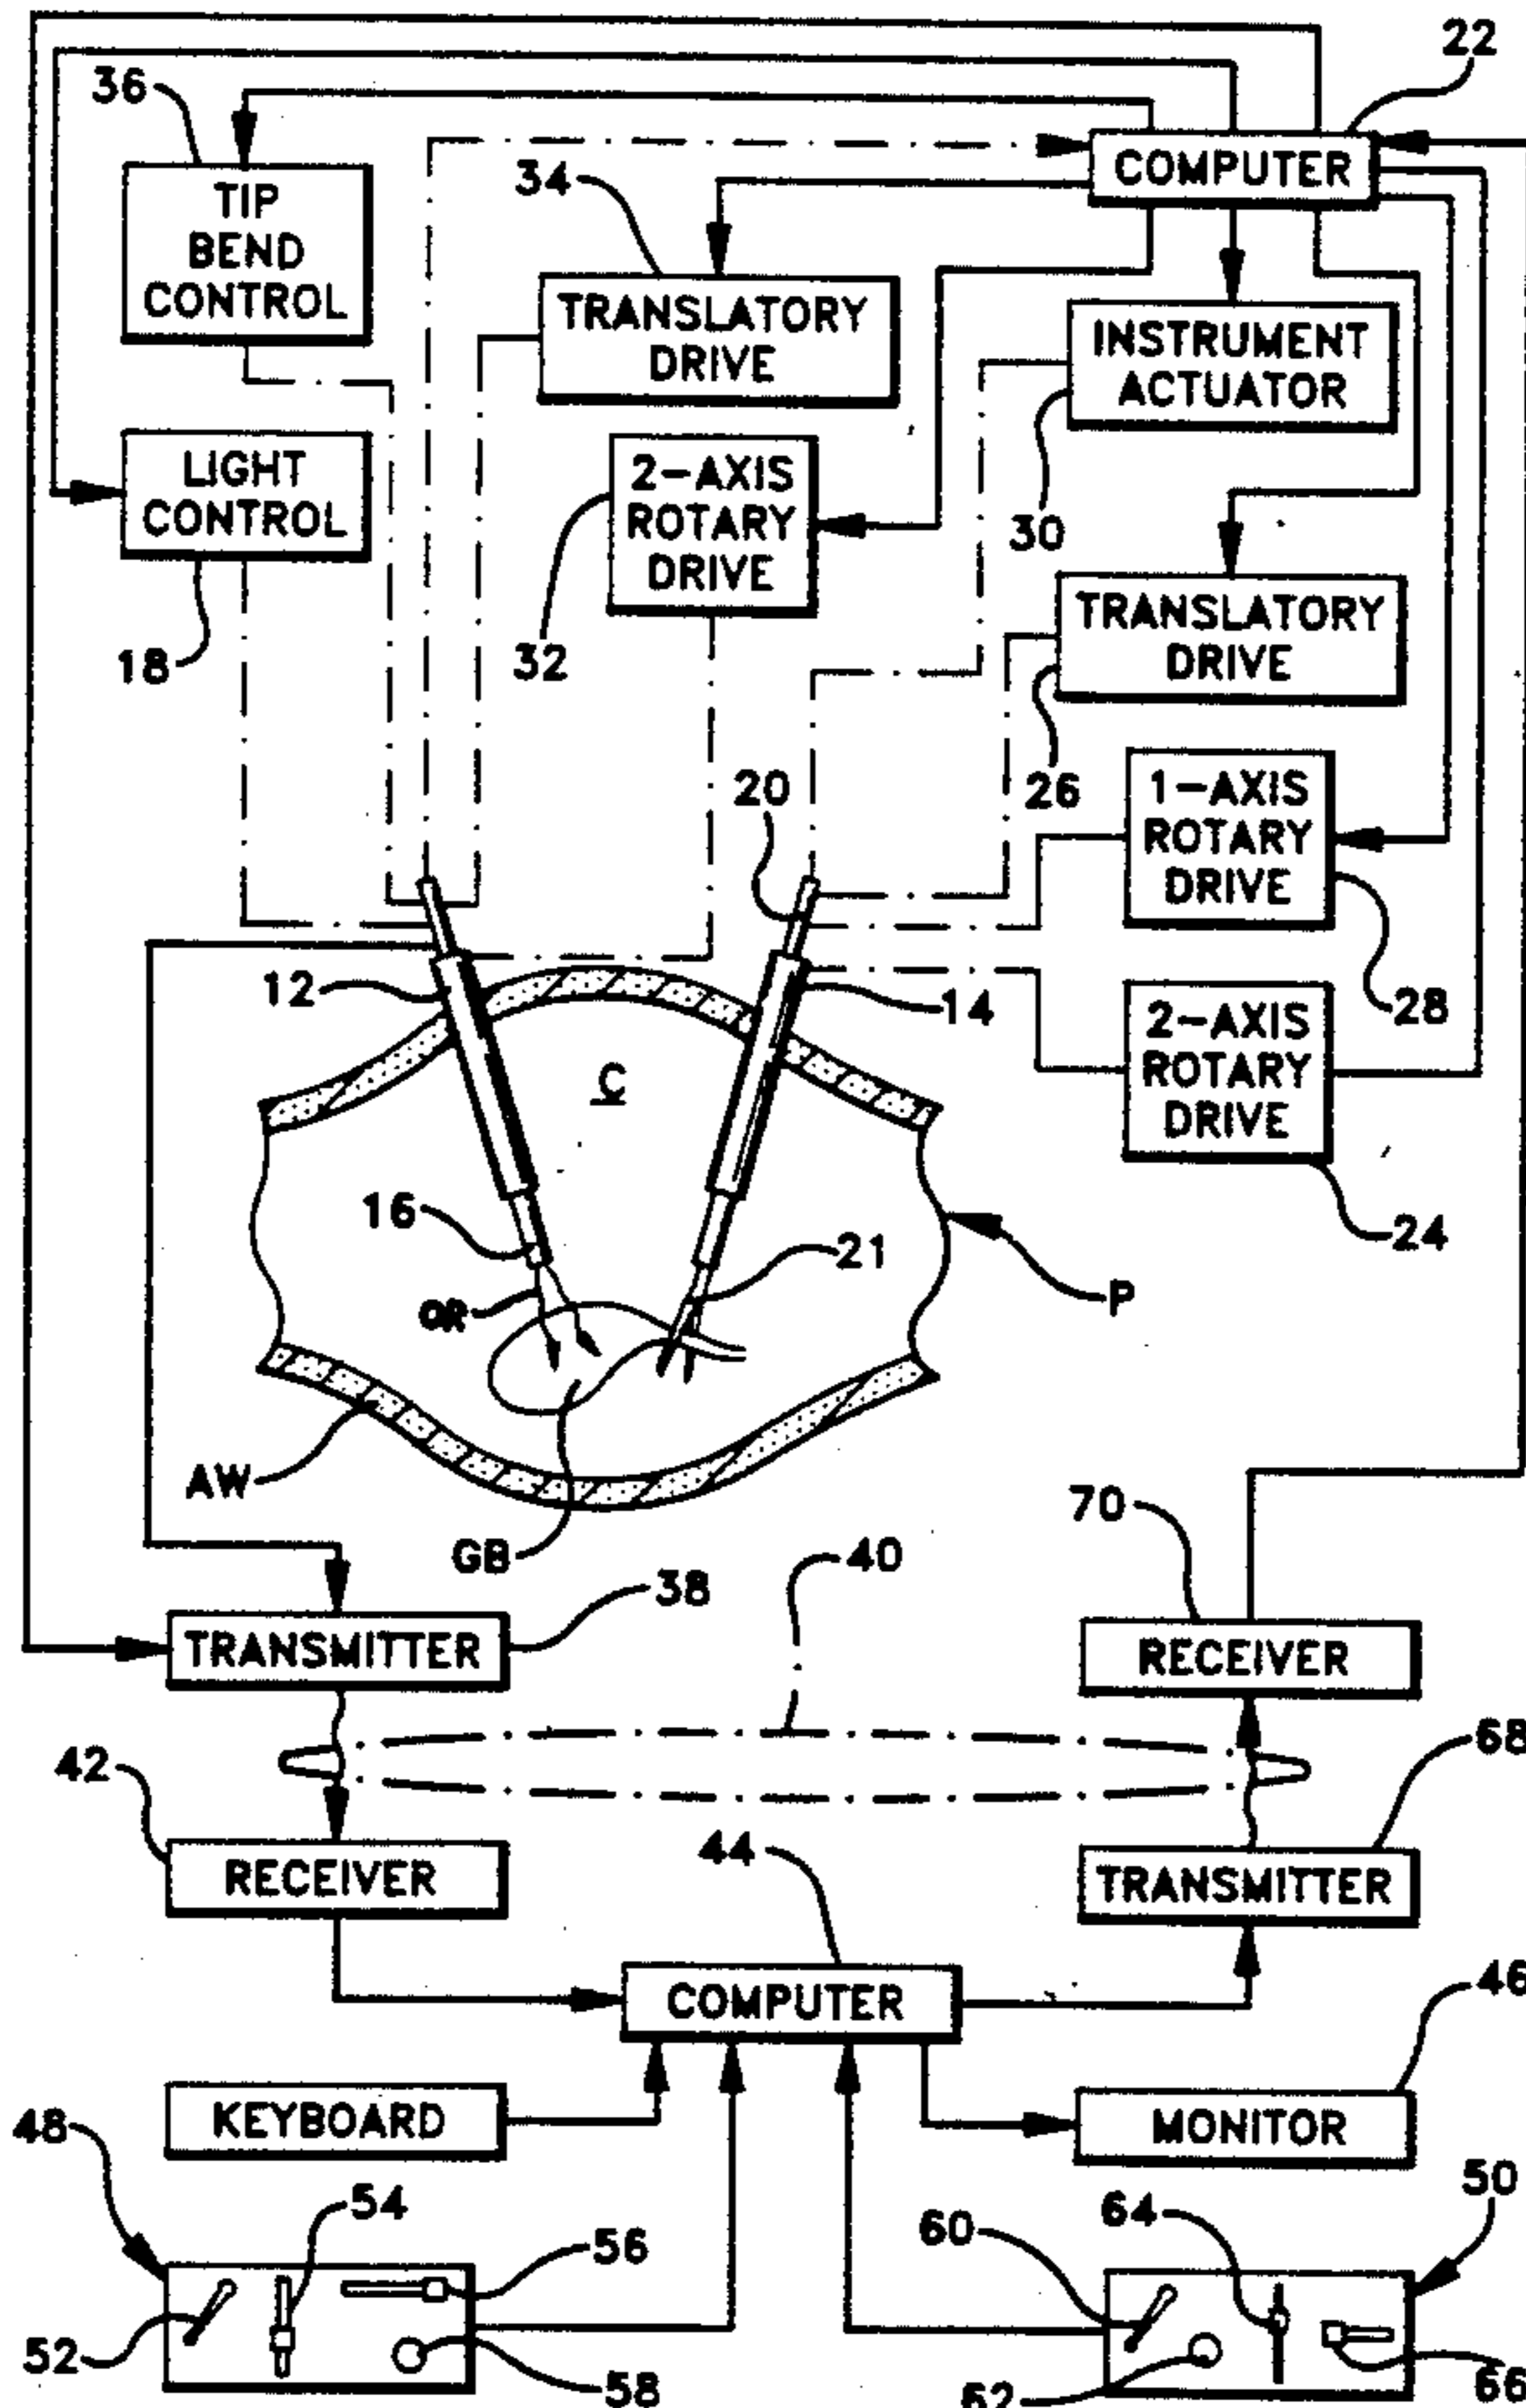 22
36
COMPUTER
TIP
BEND
CONTROL
34
TRANSLATORY
DRIVE
INSTRUMENT
ACTUATOR
LIGHT
CONTROL
2-AXIS
ROTARY
DRIVE
30
18
32
TRANSLATORY
DRIVE
26
20
1-AXIS
ROTARY
DRIVE
12
14
28
C
2-AXIS
ROTARY
DRIVE
16
21
24
OR
P
AW
GB
40
70
38
TRANSMITTER
RECEIVER
42
68
44
RECEIVER
TRANSMITTER
COMPUTER
46
KEYBOARD
MONITOR
48
54
50
56
60
64
52
58
62
66